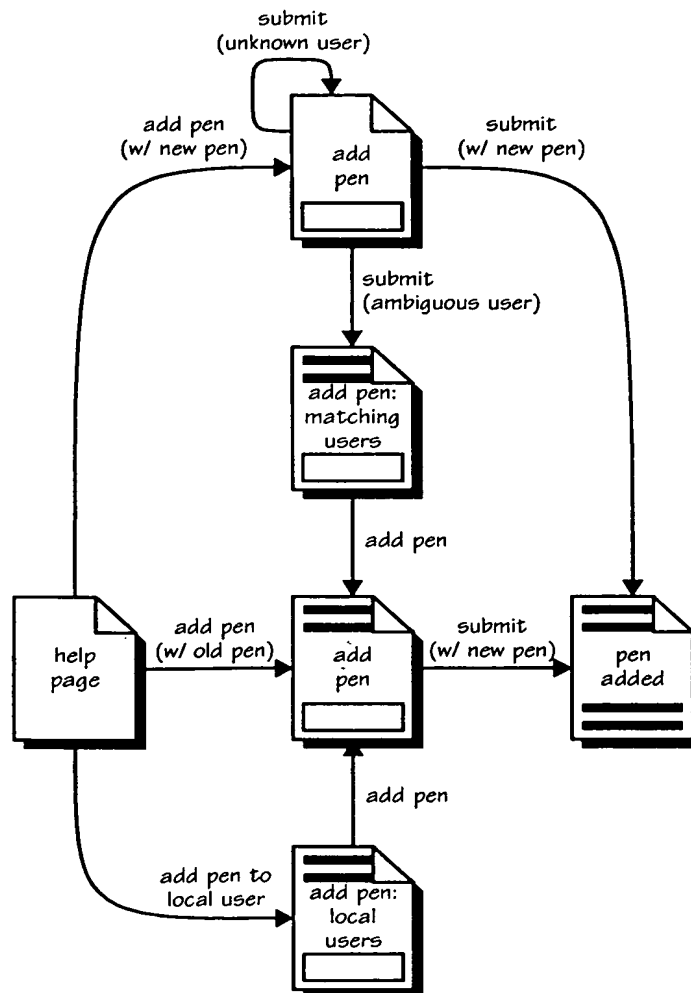 submit
(unknown user)
add pen
(w/ new pen)
add
pen
submit
(w/ new pen)
submit
(ambiguous user)
add pen:
matching
users
add pen
help
page
add pen
(w/ old pen)
add
pen
submit
(w/ new pen)
pen
added
add pen
add pen to
local user
add pen:
local
users